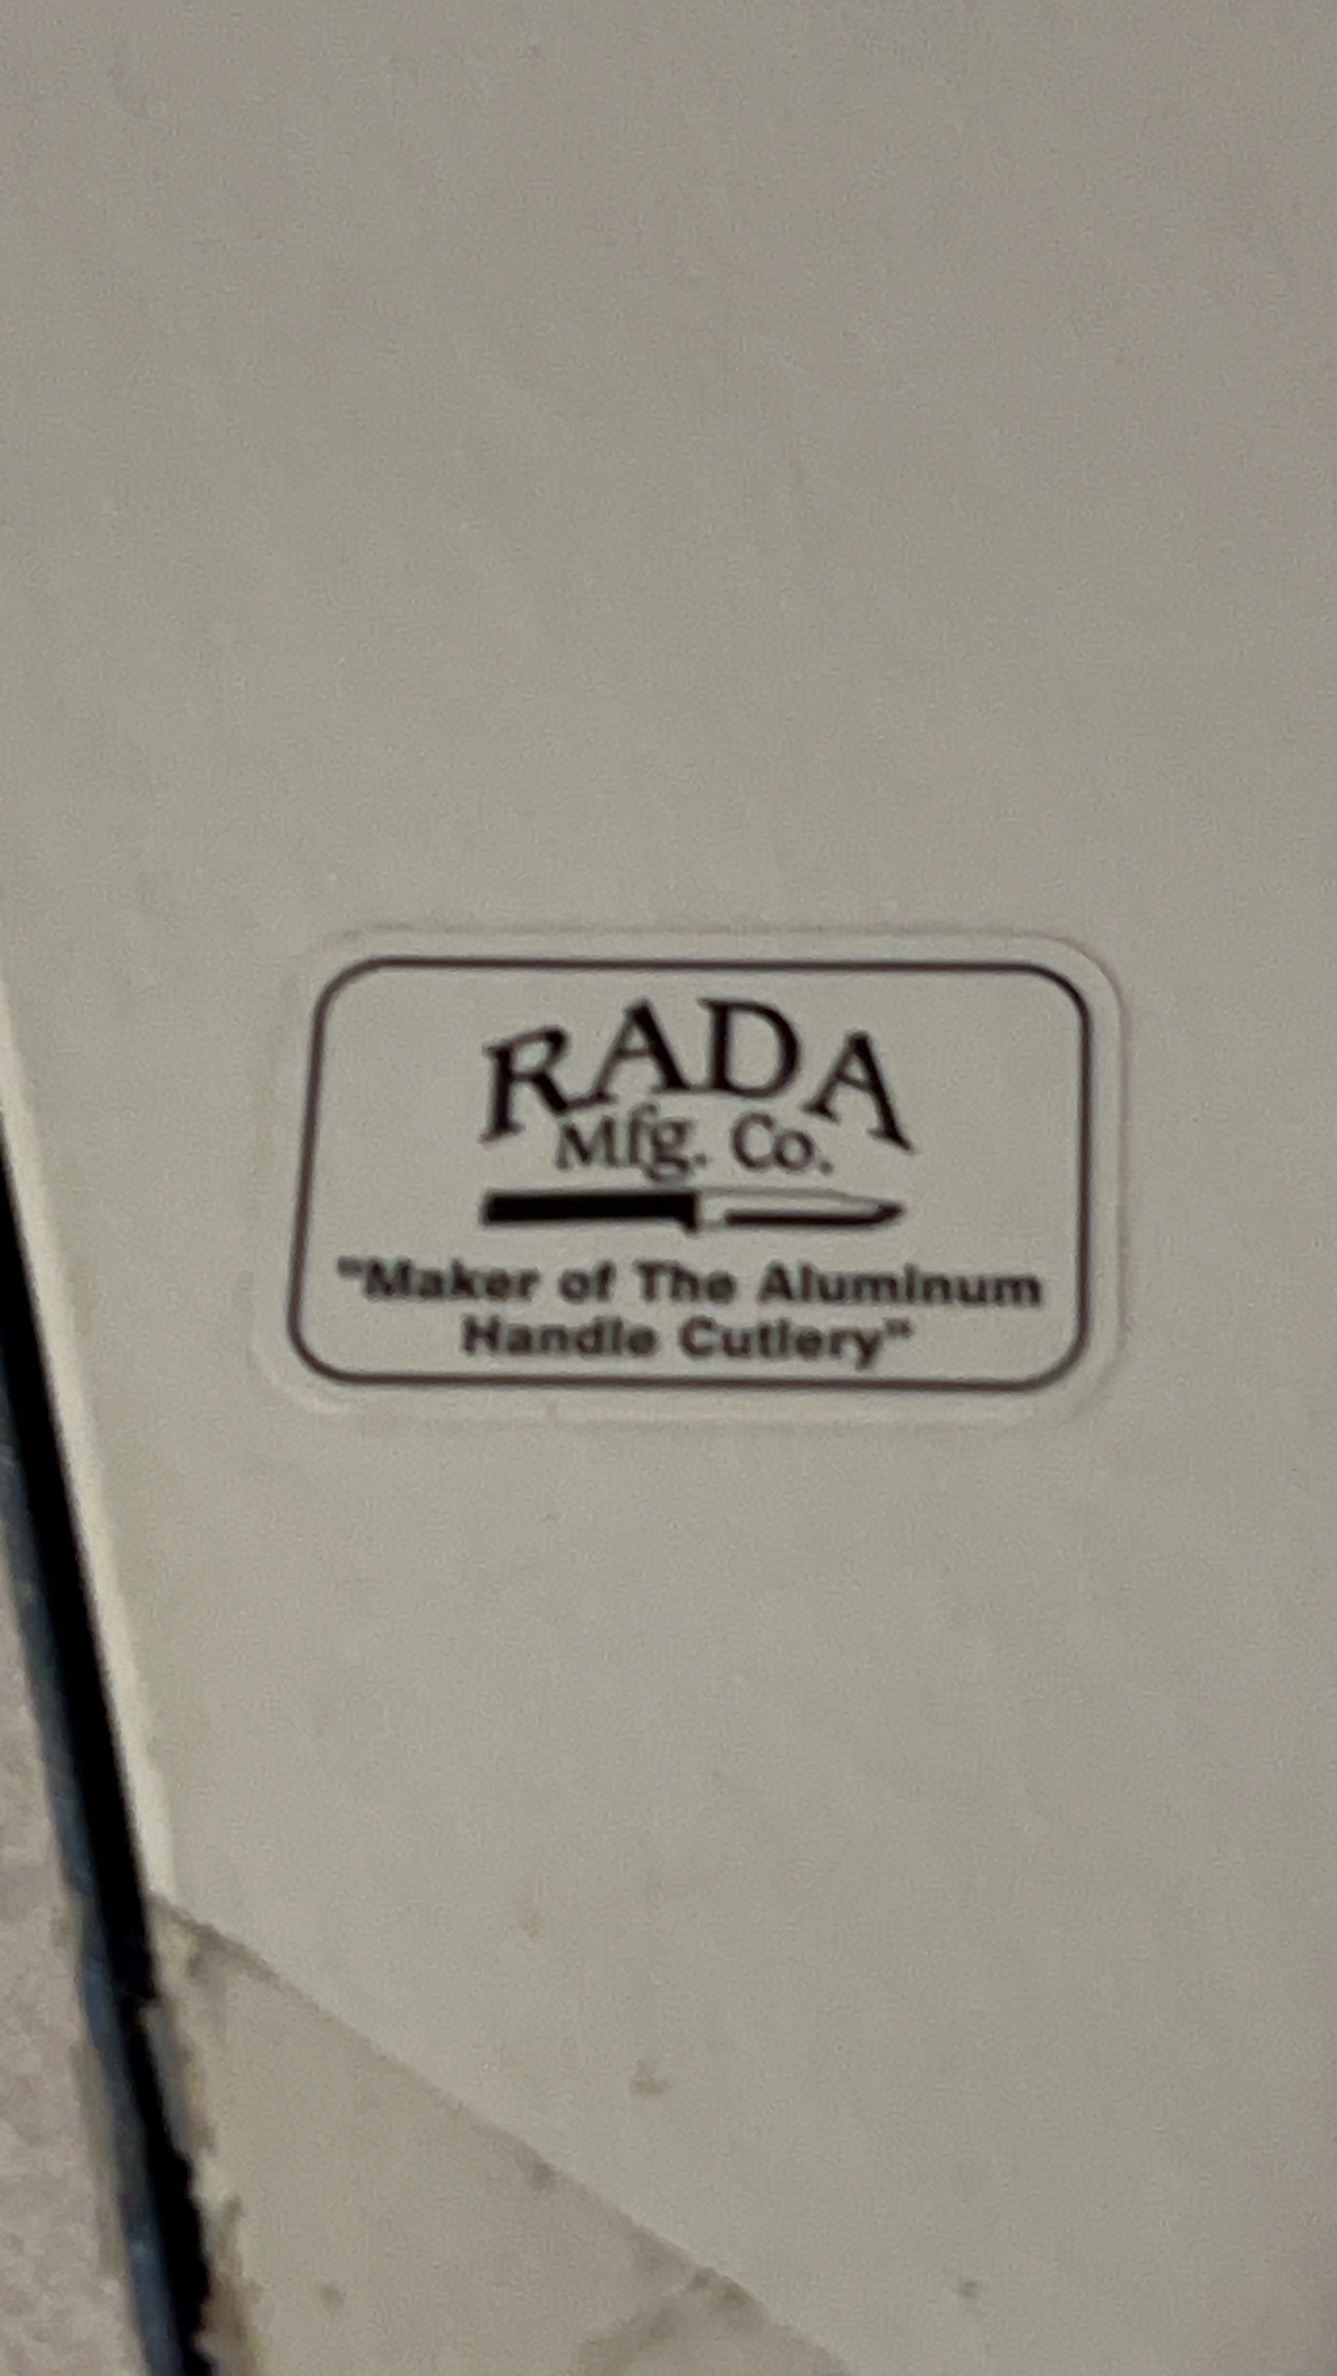 RADA
Mfg. Co.
"Maker of The Aluminum
Handle Cutlery"